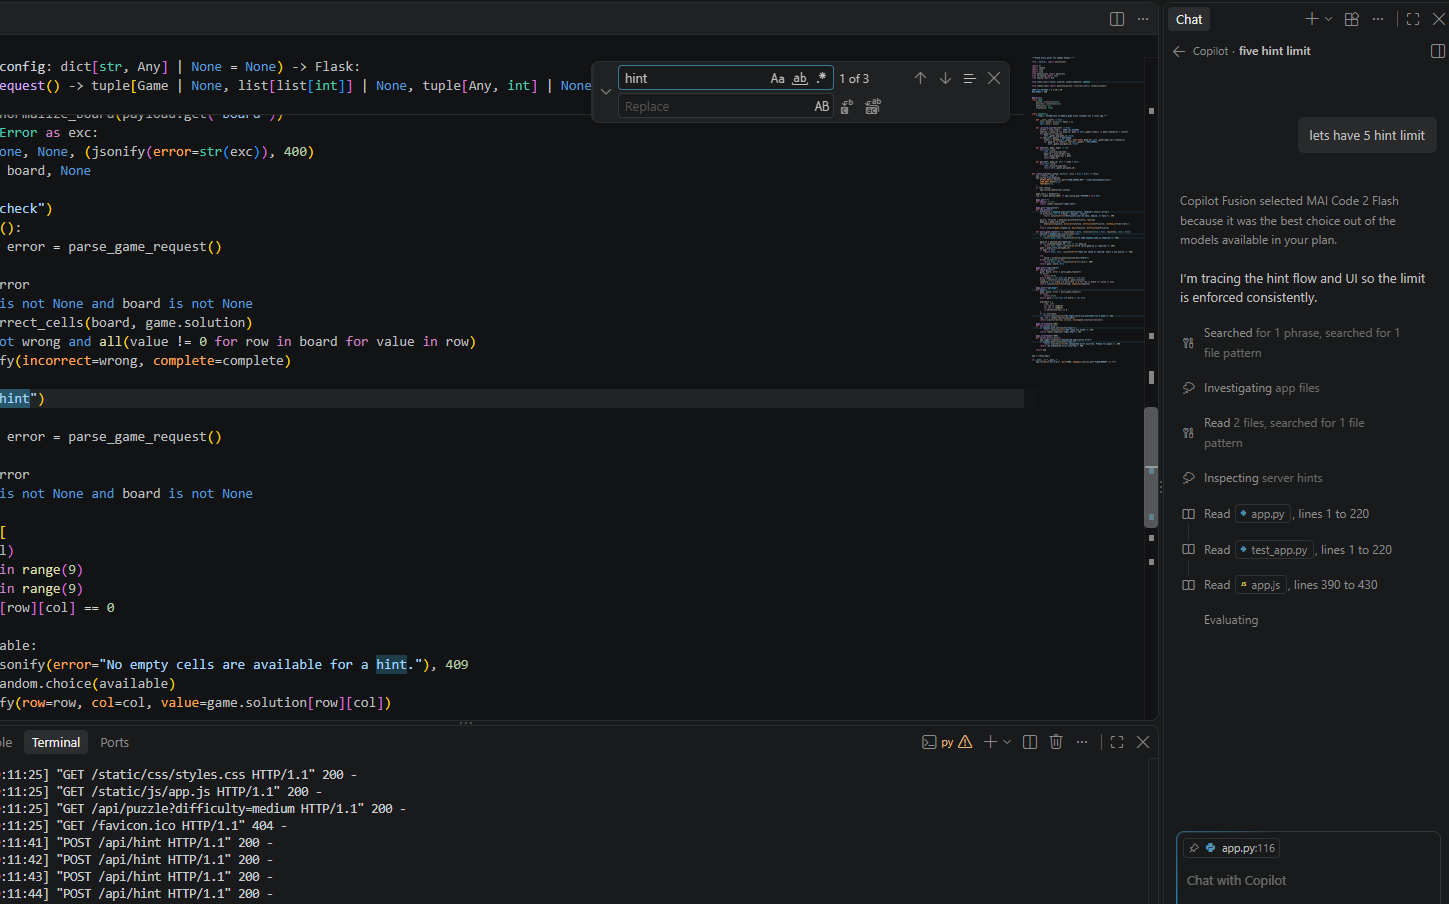 config: dict[str, Any] | None = None) -> Flask:
equest() -> tuple[Game | None, list[list[int]] | None, tuple[Any, int] | None
normalize_board(payload.get("board"))
Error as exc:
one, None, (jsonify(error=str(exc)), 400)
board, None
check")
():
error = parse_game_request()
rror
is not None and board is not None
rrect_cells(board, game.solution)
ot wrong and all(value != 0 for row in board for value in row)
fy(incorrect=wrong, complete=complete)
hint")
error = parse_game_request()
rror
is not None and board is not None
[
l)
in range(9)
in range(9)
[row][col] == 0
able:
sonify(error="No empty cells are available for a hint."), 409
andom.choice(available)
fy(row=row, col=col, value=game.solution[row][col])
hint
Aa ab .*
1 of 3
Replace
AB
le
Terminal
Ports
py
:11:25] "GET /static/css/styles.css HTTP/1.1" 200 -
:11:25] "GET /static/js/app.js HTTP/1.1" 200 -
:11:25] "GET /api/puzzle?difficulty=medium HTTP/1.1" 200 -
:11:25] "GET /favicon.ico HTTP/1.1" 404 -
:11:41] "POST /api/hint HTTP/1.1" 200 -
:11:42] "POST /api/hint HTTP/1.1" 200 -
:11:43] "POST /api/hint HTTP/1.1" 200 -
:11:44] "POST /api/hint HTTP/1.1" 200 -
Chat
Copilot · five hint limit
lets have 5 hint limit
Copilot Fusion selected MAI Code 2 Flash
because it was the best choice out of the
models available in your plan.
I'm tracing the hint flow and UI so the limit
is enforced consistently.
Searched for 1 phrase, searched for 1
file pattern
Investigating app files
Read 2 files, searched for 1 file
pattern
Inspecting server hints
Read app.py, lines 1 to 220
Read test_app.py, lines 1 to 220
Read JS app.js, lines 390 to 430
Evaluating
app.py:116
Chat with Copilot